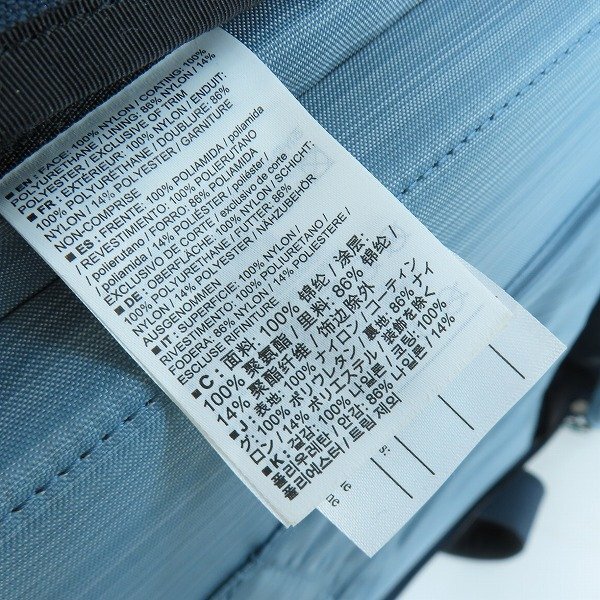 ■ EN: FACE: 100% NYLON / COATING: 100%
POLYURETHANE / LINING: 86% NYLON / 14%
POLYESTER / EXCLUSIVE OF TRIM
■ FR: EXTERIEUR: 100% NYLON / ENDUIT:
100% POLYURETHANE / DOUBLURE: 86%
NYLON / 14% POLYESTER / GARNITURE
NON-COMPRISE
■ ES: FRENTE: 100% POLIAMIDA / poliamida
/ REVESTIMIENTO: 100% POLIERUTANO /
polierutano / FORRO: 86% POLIAMIDA
/ poliamida / 14% POLIÉSTER / poliéster /
EXCLUSIVO DE CORTE / exclusivo de corte
■ DE: OBERFLÄCHE: 100% NYLON / SCHICHT:
100% POLYURETHANE / FUTTER: 86%
NYLON / 14% POLYESTER / NÄHZUBEHÖR
AUSGENOMMEN
■ IT: SUPERFICIE: 100% NYLON /
RIVESTIMENTO: 100% POLIURETANO /
FODERA: 86% NYLON / 14% POLIESTERE /
ESCLUSE RIFINITURE
■ C: 面料: 100% 锦纶 / 涂层:
100% 聚氨酯 / 里料: 86% 锦纶 /
14% 聚酯纤维 / 饰边除外
■ J: 表地: 100% ナイロン / コーティン
グ: 100% ポリウレタン / 裏地: 86% ナイ
ロン / 14% ポリエステル / 装飾を除く
■ K: 겉감: 100% 나일론 / 코팅: 100%
폴리우레탄 / 안감: 86% 나일론 / 14%
폴리에스터 / 트림 제외